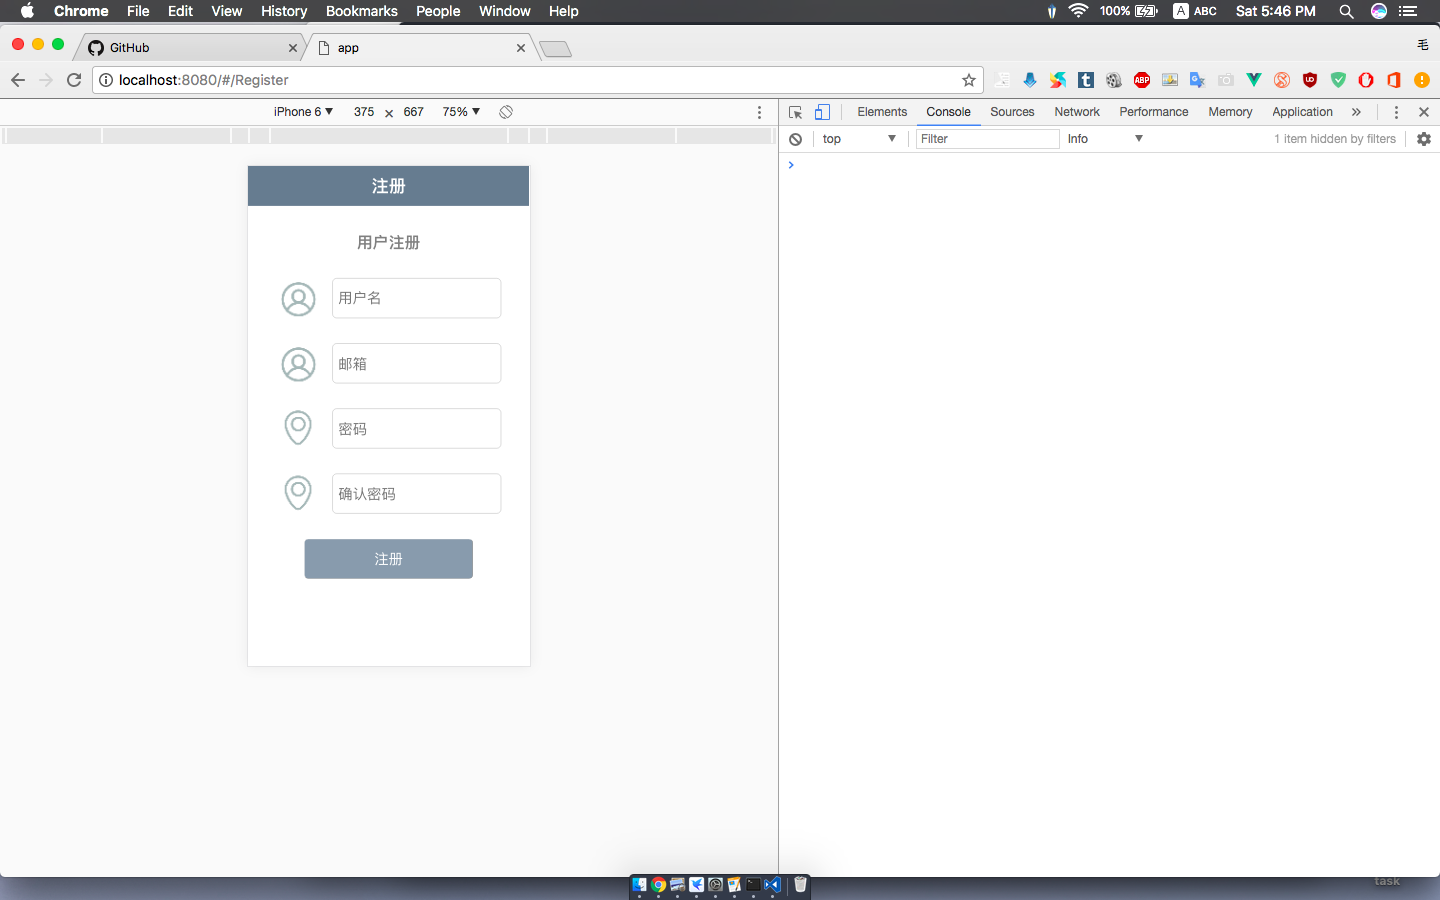 Chrome File Edit View History Bookmarks People Window Help 100% A ABC Sat 5:46 PM
GitHub app 毛
localhost:8080/#/Register
iPhone 6 375 × 667 75%
Elements Console Sources Network Performance Memory Application
top Filter Info 1 item hidden by filters
注册
用户注册
用户名
邮箱
密码
确认密码
注册
task